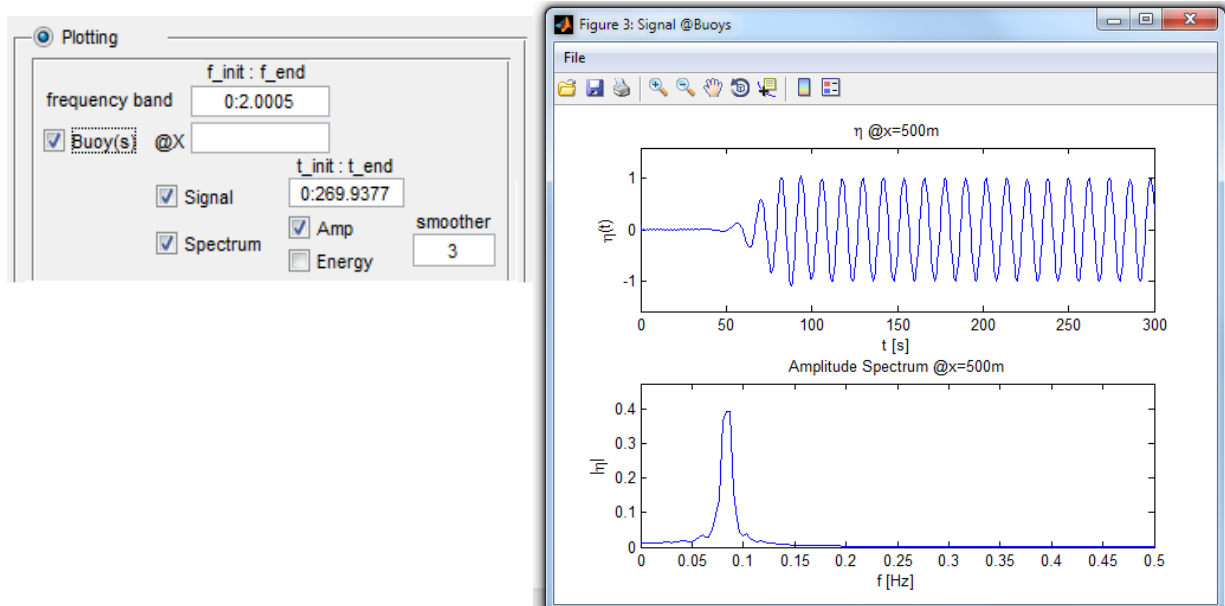 Plotting
f_init : f_end
frequency band 0:2.0005
Buoy(s) @X
t_init : t_end
Signal 0:269.9377
Amp smoother
Spectrum 3
Energy
Figure 3: Signal @Buoys
File
η @x=500m
1
0
-1
η(t)
0 50 100 150 200 250 300
t [s]
Amplitude Spectrum @x=500m
0.4
0.3
0.2
0.1
0
|η|
0 0.05 0.1 0.15 0.2 0.25 0.3 0.35 0.4 0.45 0.5
f [Hz]